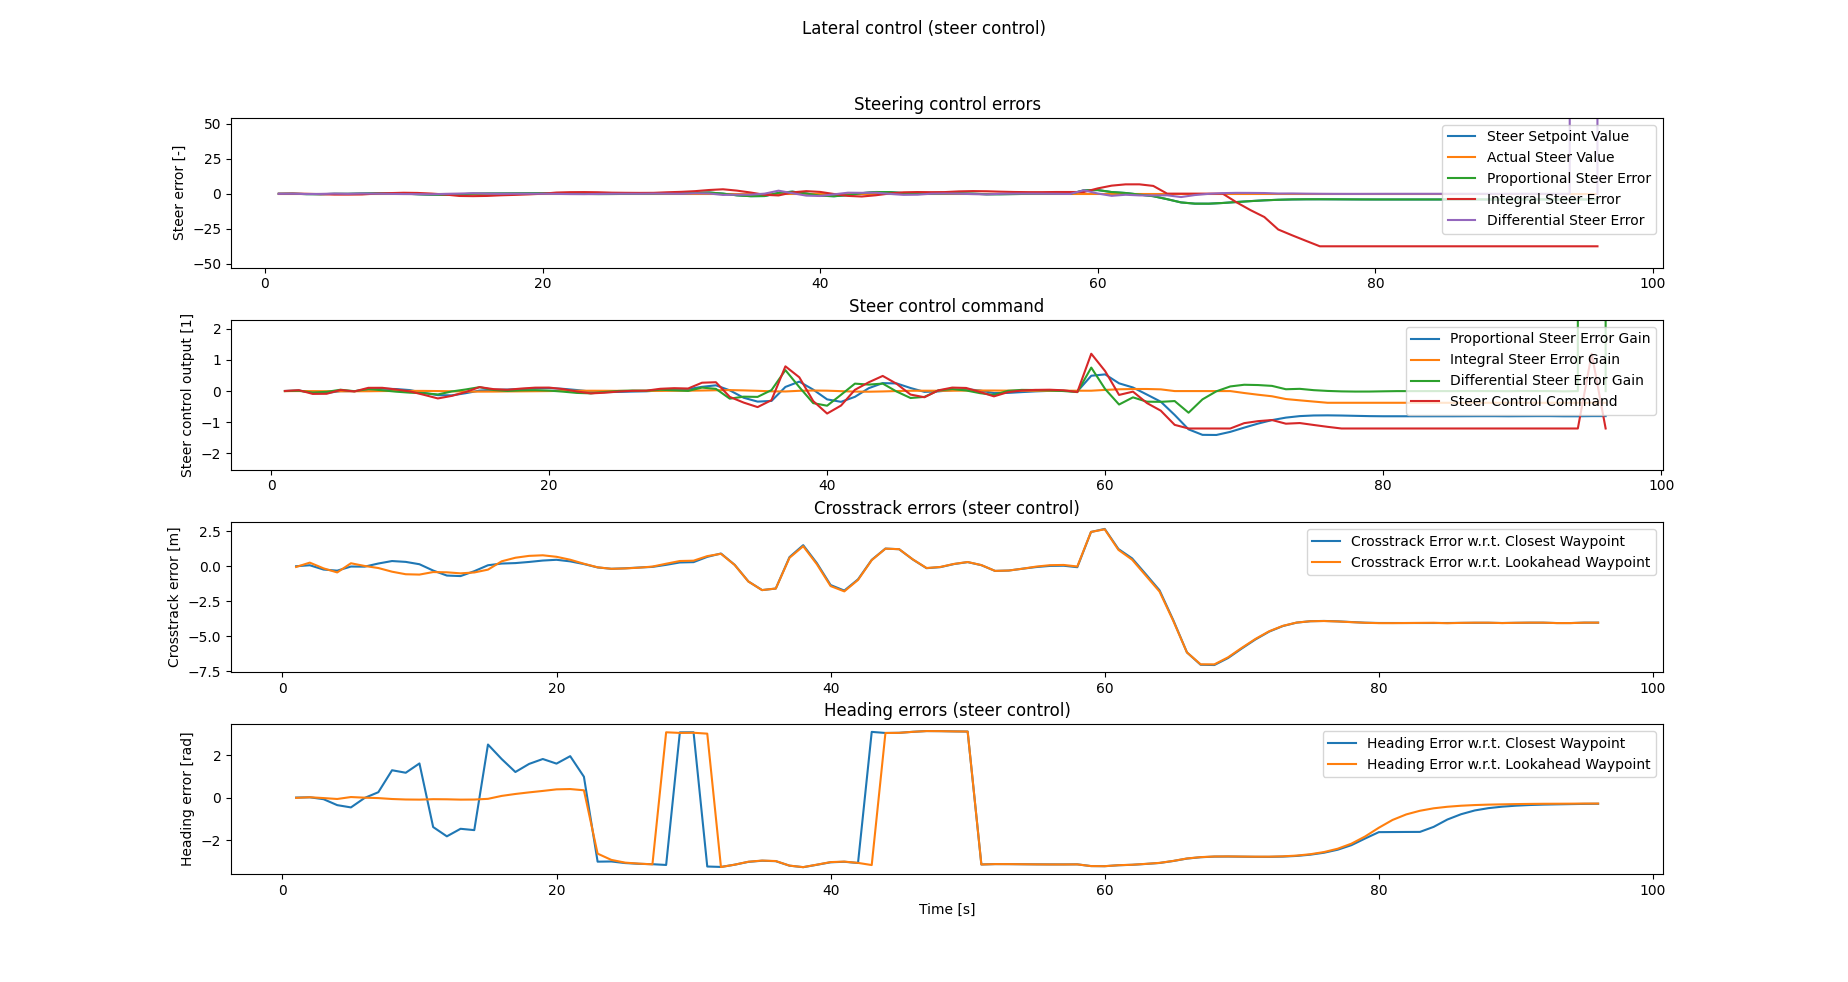 Lateral control (steer control)
Steering control errors
Steer error [-]
50
25
0
−25
−50
Steer Setpoint Value
Actual Steer Value
Proportional Steer Error
Integral Steer Error
Differential Steer Error
0 20 40 60 80 100
Steer control command
Steer control output [1]
2
1
0
−1
−2
Proportional Steer Error Gain
Integral Steer Error Gain
Differential Steer Error Gain
Steer Control Command
0 20 40 60 80 100
Crosstrack errors (steer control)
Crosstrack error [m]
2.5
0.0
−2.5
−5.0
−7.5
Crosstrack Error w.r.t. Closest Waypoint
Crosstrack Error w.r.t. Lookahead Waypoint
0 20 40 60 80 100
Heading errors (steer control)
Heading error [rad]
2
0
−2
Heading Error w.r.t. Closest Waypoint
Heading Error w.r.t. Lookahead Waypoint
0 20 40 60 80 100
Time [s]